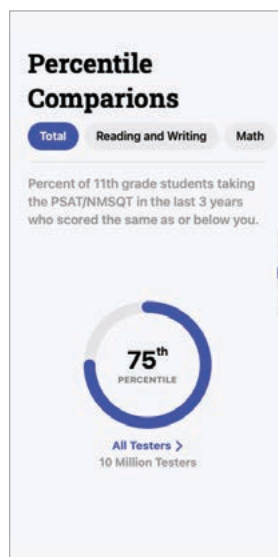 Percentile
Comparions
Total Reading and Writing Math
Percent of 11th grade students taking
the PSAT/NMSQT in the last 3 years
who scored the same as or below you.
75th
PERCENTILE
All Testers >
10 Million Testers